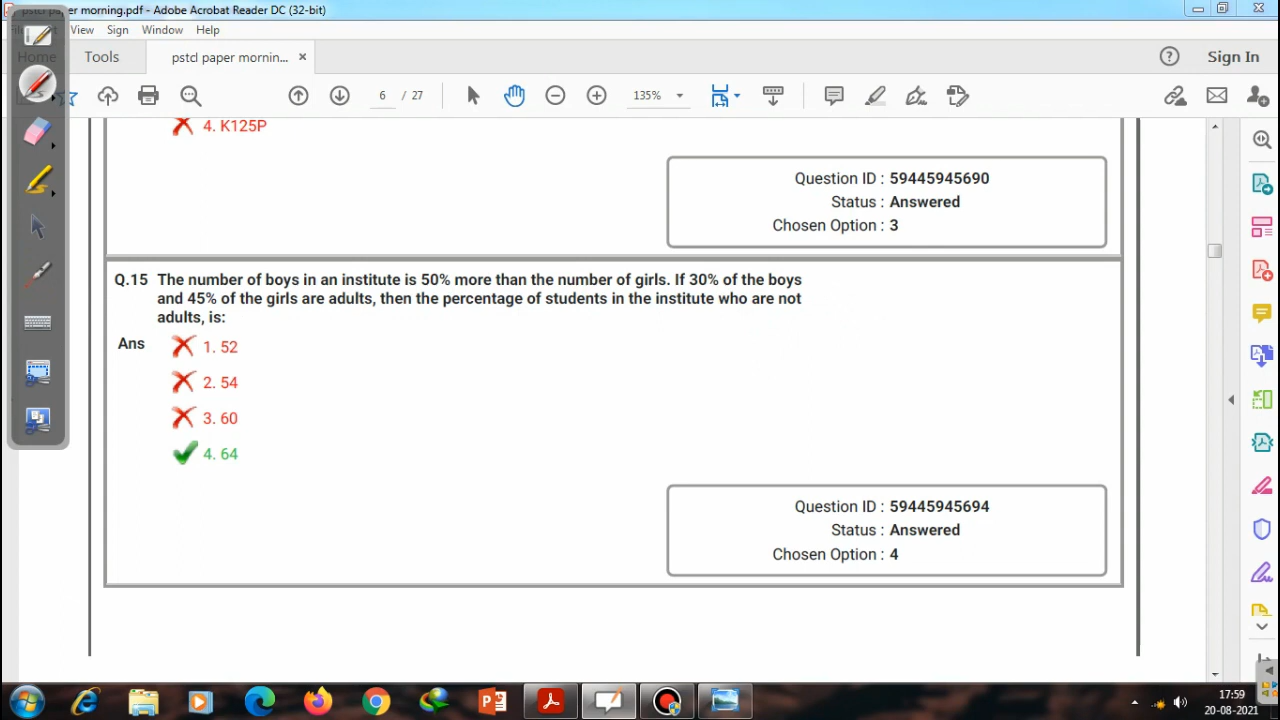 pstcl paper morning.pdf - Adobe Acrobat Reader DC (32-bit)
View Sign Window Help
Home Tools pstcl paper mornin... × Sign In
6 / 27 135%
4. K125P
Question ID : 59445945690
Status : Answered
Chosen Option : 3
Q.15 The number of boys in an institute is 50% more than the number of girls. If 30% of the boys
and 45% of the girls are adults, then the percentage of students in the institute who are not
adults, is:
Ans 1. 52
2. 54
3. 60
4. 64
Question ID : 59445945694
Status : Answered
Chosen Option : 4
17:59
20-08-2021